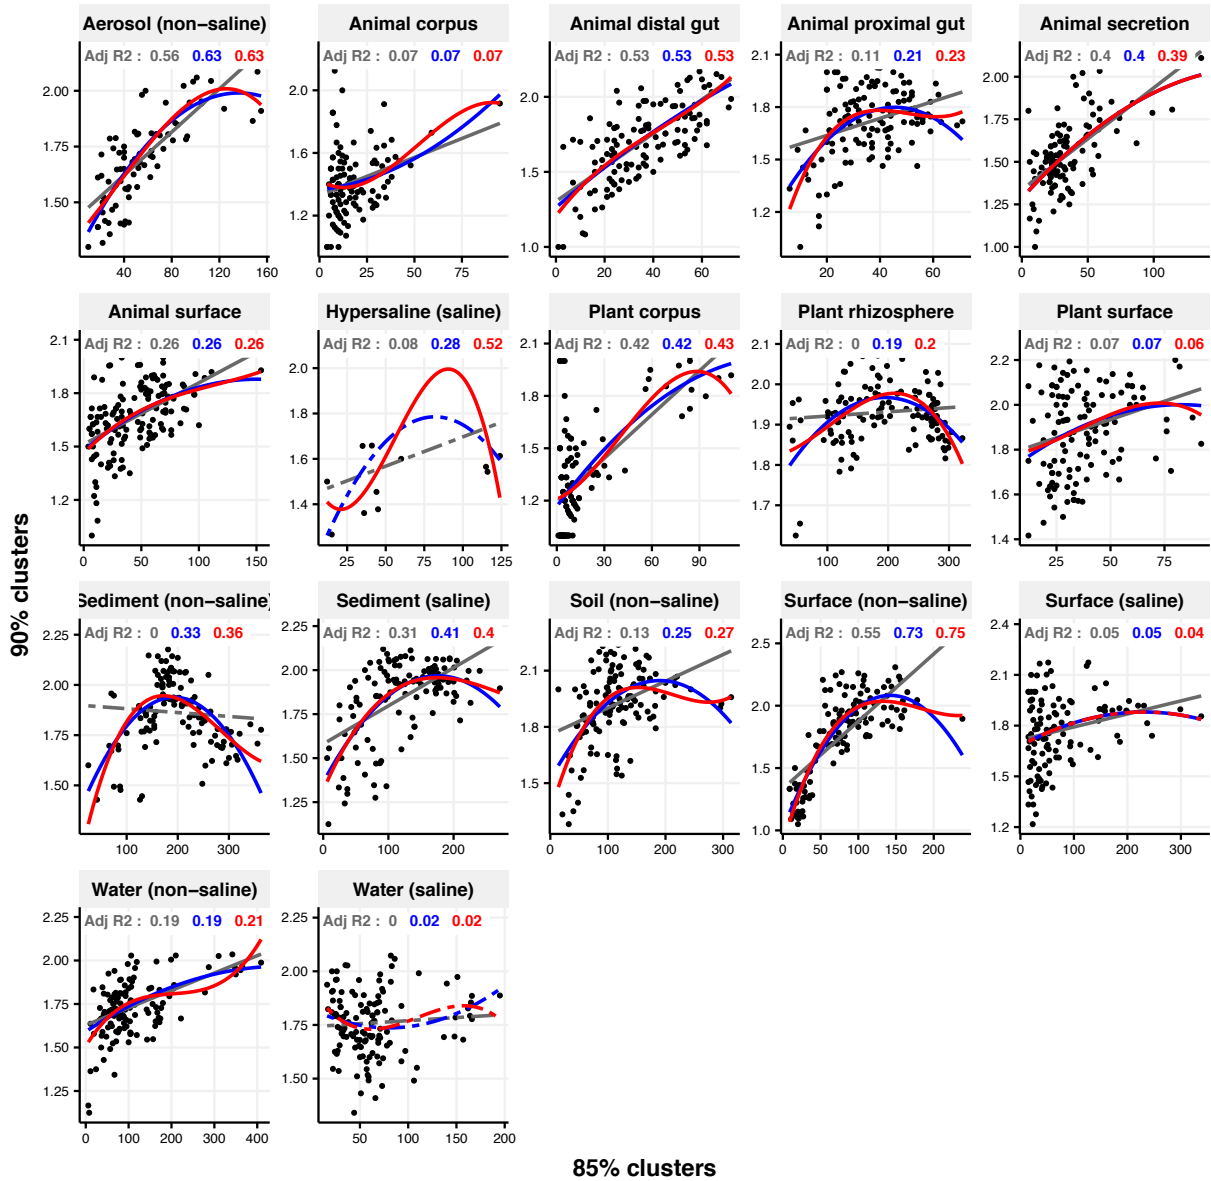 Aerosol (non−saline)
Animal corpus
Animal distal gut
Animal proximal gut
Animal secretion
Adj R2 : 0.56 0.63 0.63
Adj R2 : 0.07 0.07 0.07
Adj R2 : 0.53 0.53 0.53
Adj R2 : 0.11 0.21 0.23
Adj R2 : 0.4 0.4 0.39
2.00
1.75
1.50
40 80 120 160
2.1
1.8
1.6
1.4
1.2
0 25 50 75
2.0
1.5
1.0
0 20 40 60
2.1
1.8
1.5
1.2
20 40 60
2.00
1.75
1.50
1.25
1.00
0 50 100
Animal surface
Hypersaline (saline)
Plant corpus
Plant rhizosphere
Plant surface
Adj R2 : 0.26 0.26 0.26
Adj R2 : 0.08 0.28 0.52
Adj R2 : 0.42 0.42 0.43
Adj R2 : 0 0.19 0.2
Adj R2 : 0.07 0.07 0.06
2.1
1.8
1.5
1.2
0 50 100 150
2.0
1.8
1.6
1.4
25 50 75 100 125
2.1
1.8
1.5
1.2
0 30 60 90
2.1
2.0
1.9
1.8
1.7
100 200 300
2.2
2.0
1.8
1.6
1.4
25 50 75
Sediment (non−saline)
Sediment (saline)
Soil (non−saline)
Surface (non−saline)
Surface (saline)
Adj R2 : 0 0.33 0.36
Adj R2 : 0.31 0.41 0.4
Adj R2 : 0.13 0.25 0.27
Adj R2 : 0.55 0.73 0.75
Adj R2 : 0.05 0.05 0.04
2.25
2.00
1.75
1.50
100 200 300
2.25
2.00
1.75
1.50
1.25
0 100 200
2.4
2.1
1.8
1.5
0 100 200 300
2.5
2.0
1.5
1.0
0 50 100 150 200
2.4
2.1
1.8
1.5
1.2
0 100 200 300
Water (non−saline)
Water (saline)
Adj R2 : 0.19 0.19 0.21
Adj R2 : 0 0.02 0.02
2.25
2.00
1.75
1.50
1.25
0 100 200 300 400
2.25
2.00
1.75
1.50
50 100 150 200
90% clusters
85% clusters